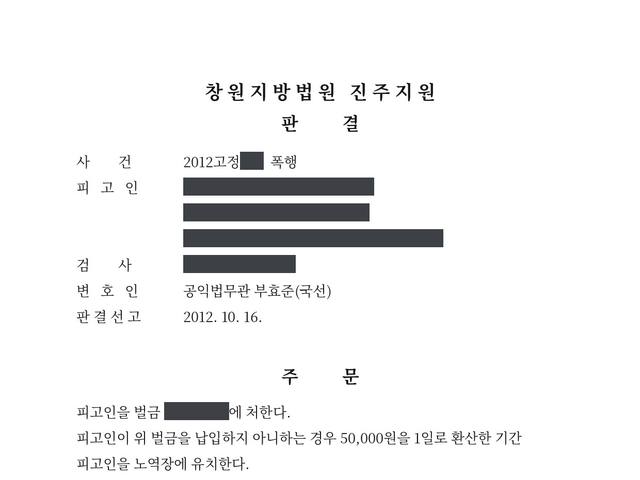 창원지방법원 진주지원
판 결
사 건 2012고정 폭행
피 고 인
검 사
변 호 인 공익법무관 부효준(국선)
판결선고 2012. 10. 16.
주 문
피고인을 벌금 에 처한다.
피고인이 위 벌금을 납입하지 아니하는 경우 50,000원을 1일로 환산한 기간
피고인을 노역장에 유치한다.